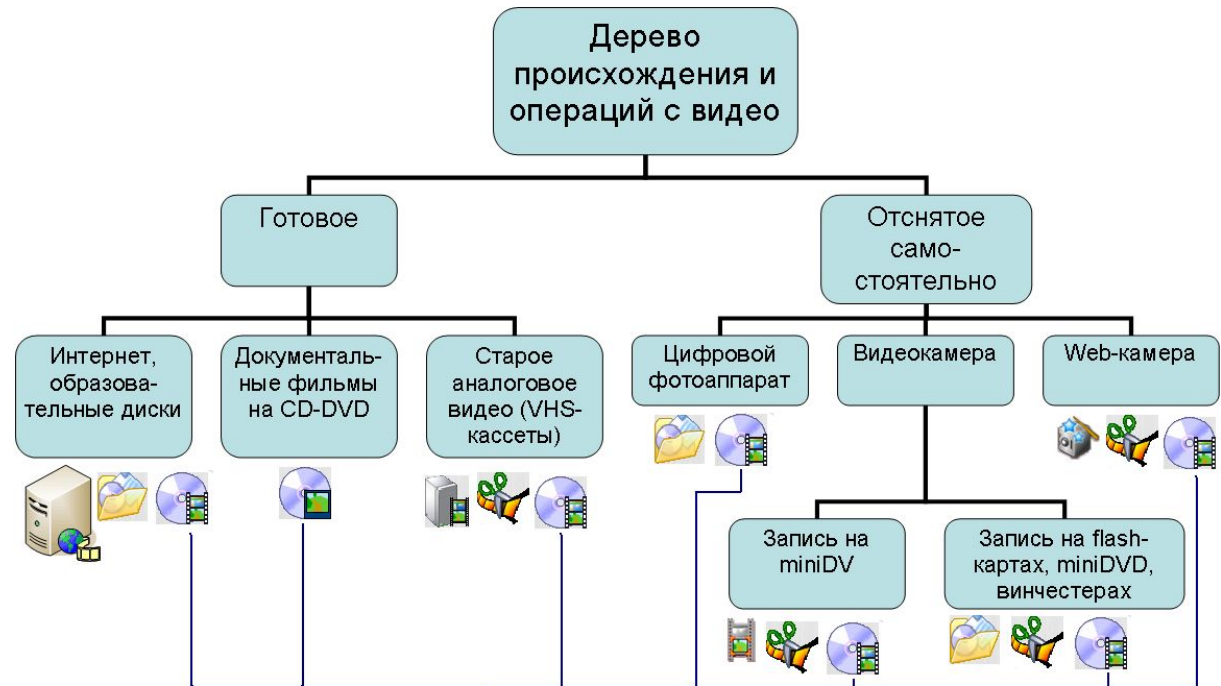 Дерево
происхождения и
операций с видео
Готовое
Отснятое
само-
стоятельно
Интернет,
образова-
тельные диски
Документаль-
ные фильмы
на CD-DVD
Старое
аналоговое
видео (VHS-
кассеты)
Цифровой
фотоаппарат
Видеокамера
Web-камера
Запись на
miniDV
Запись на flash-
картах, miniDVD,
винчестерах